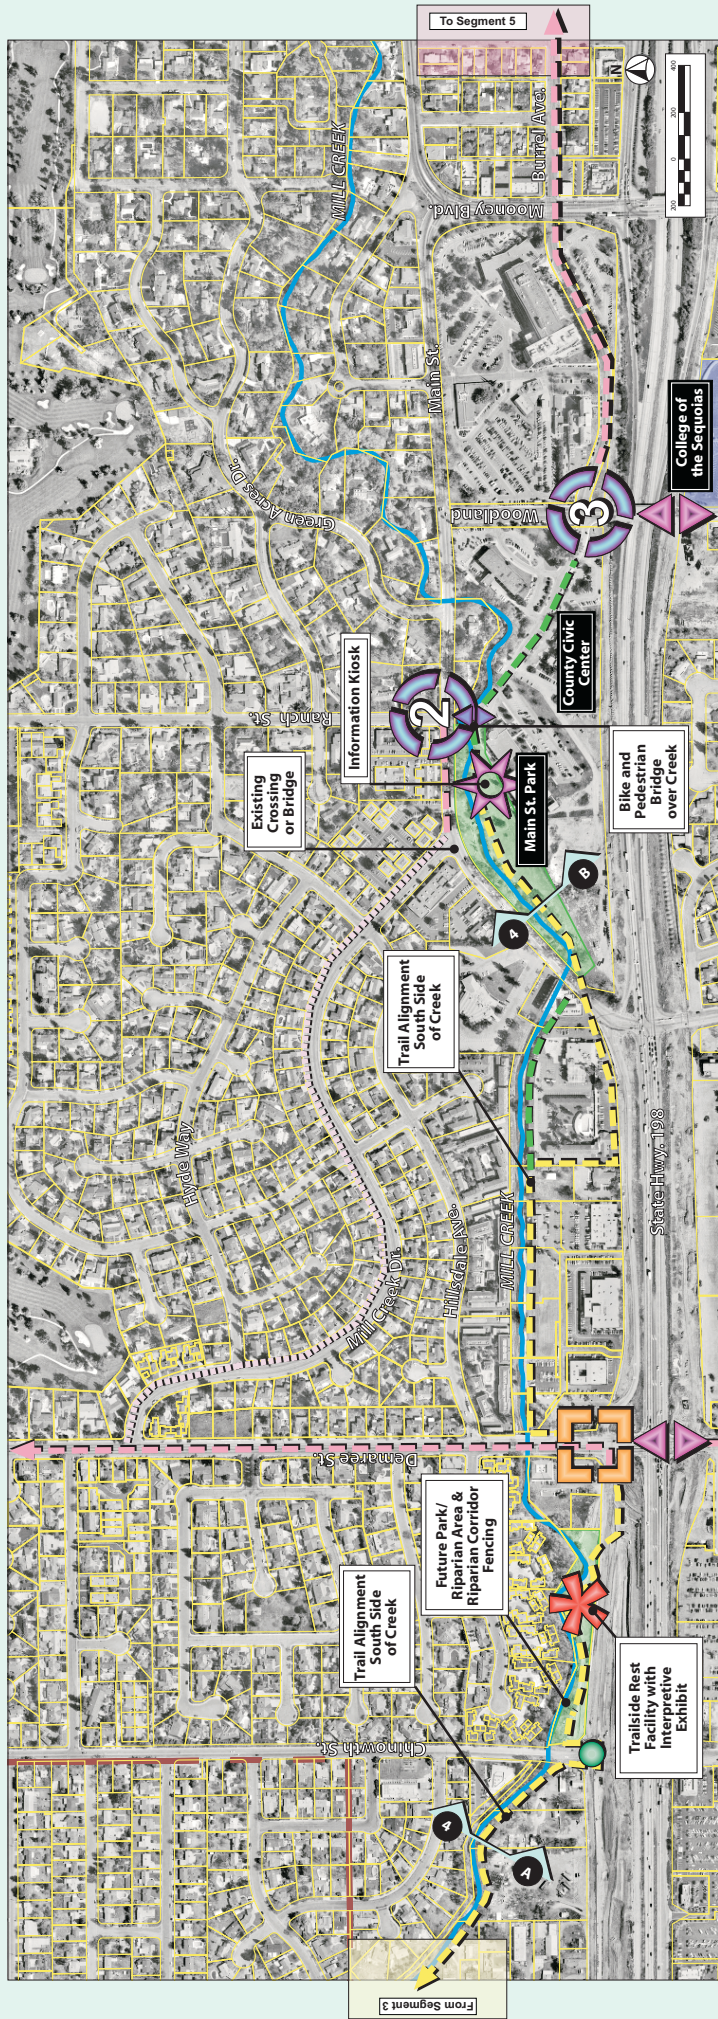 To Segment 5
N
200
0
200
400
MILL CREEK
Burrel Ave.
Mooney Blvd.
Main St.
Green Acres Dr.
Woodland
3
College of
the Sequoias
County Civic
Center
Information Kiosk
Ranch St.
2
Existing
Crossing
or Bridge
Main St. Park
Bike and
Pedestrian
Bridge
over Creek
4
B
Trail Alignment
South Side
of Creek
Hyde Way
Mill Creek Dr.
Hillsdale Ave.
MILL CREEK
State Hwy. 198
Demaree St.
Future Park/
Riparian Area &
Riparian Corridor
Fencing
Trail Alignment
South Side
of Creek
Trailside Rest
Facility with
Interpretive
Exhibit
Chinowth St.
4
A
From Segment 3